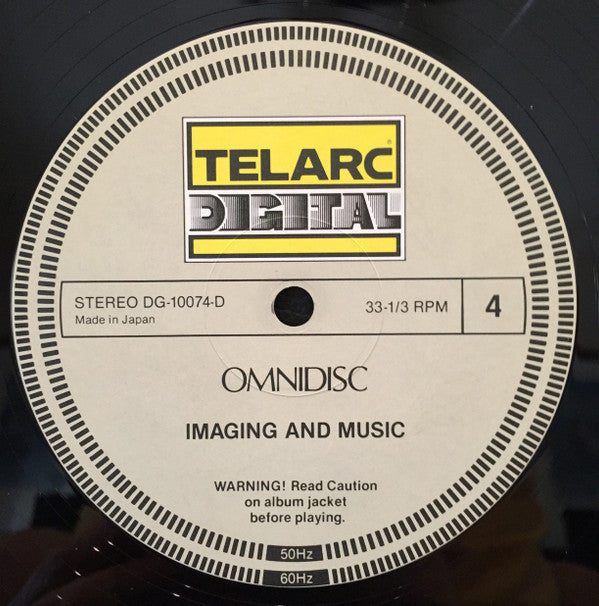 TELARC®
DIGITAL
STEREO DG-10074-D
Made in Japan
33-1/3 RPM
4
OMNIDISC
IMAGING AND MUSIC
WARNING! Read Caution
on album jacket
before playing.
50Hz
60Hz